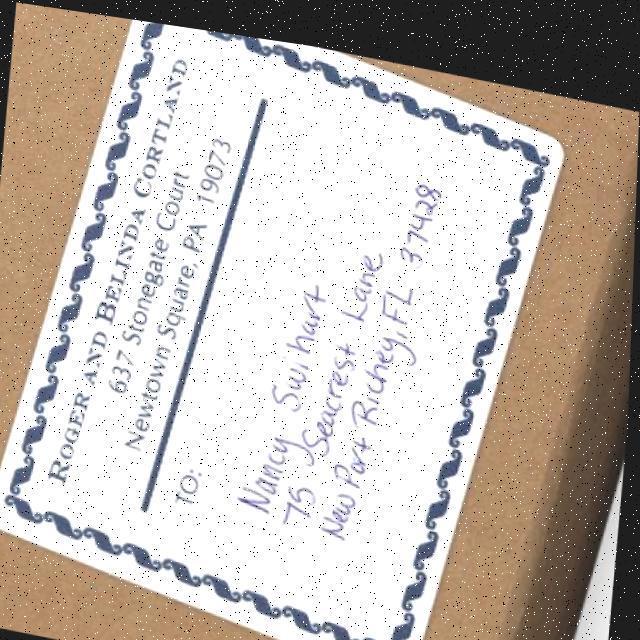 ROGER AND BELINDA CORTLAND
637 Stonegate Court
Newtown Square, PA 19073
TO:
Nancy Swihart
75 Seacrest Lane
New Port Richey, FL 37428